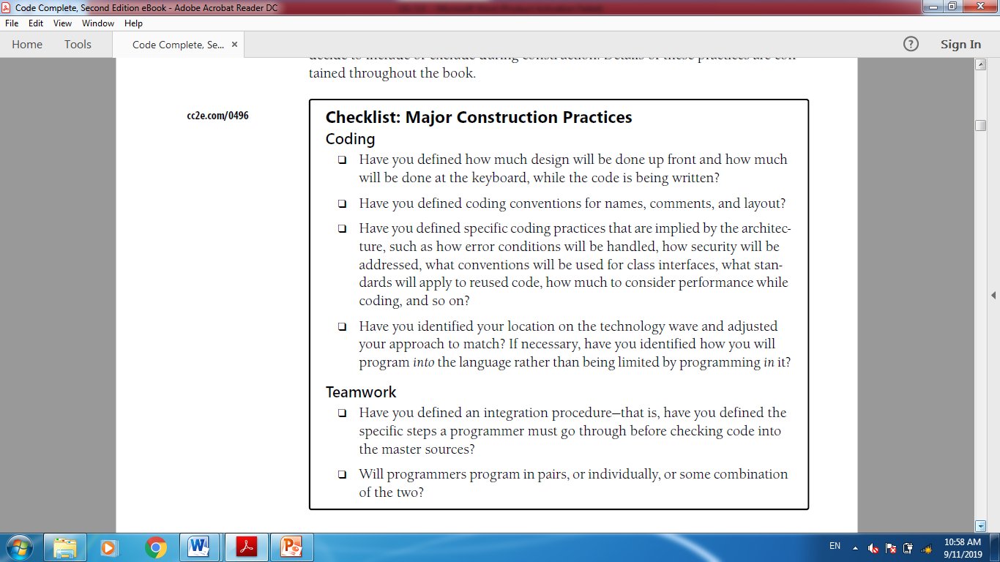 Code Complete, Second Edition eBook - Adobe Acrobat Reader DC
File Edit View Window Help
Home Tools Code Complete, Se... × ? Sign In
decide to include or exclude during construction. Details of these practices are con-
tained throughout the book.
cc2e.com/0496
Checklist: Major Construction Practices
Coding
❏ Have you defined how much design will be done up front and how much
will be done at the keyboard, while the code is being written?
❏ Have you defined coding conventions for names, comments, and layout?
❏ Have you defined specific coding practices that are implied by the architec-
ture, such as how error conditions will be handled, how security will be
addressed, what conventions will be used for class interfaces, what stan-
dards will apply to reused code, how much to consider performance while
coding, and so on?
❏ Have you identified your location on the technology wave and adjusted
your approach to match? If necessary, have you identified how you will
program into the language rather than being limited by programming in it?
Teamwork
❏ Have you defined an integration procedure—that is, have you defined the
specific steps a programmer must go through before checking code into
the master sources?
❏ Will programmers program in pairs, or individually, or some combination
of the two?
EN 10:58 AM
9/11/2019